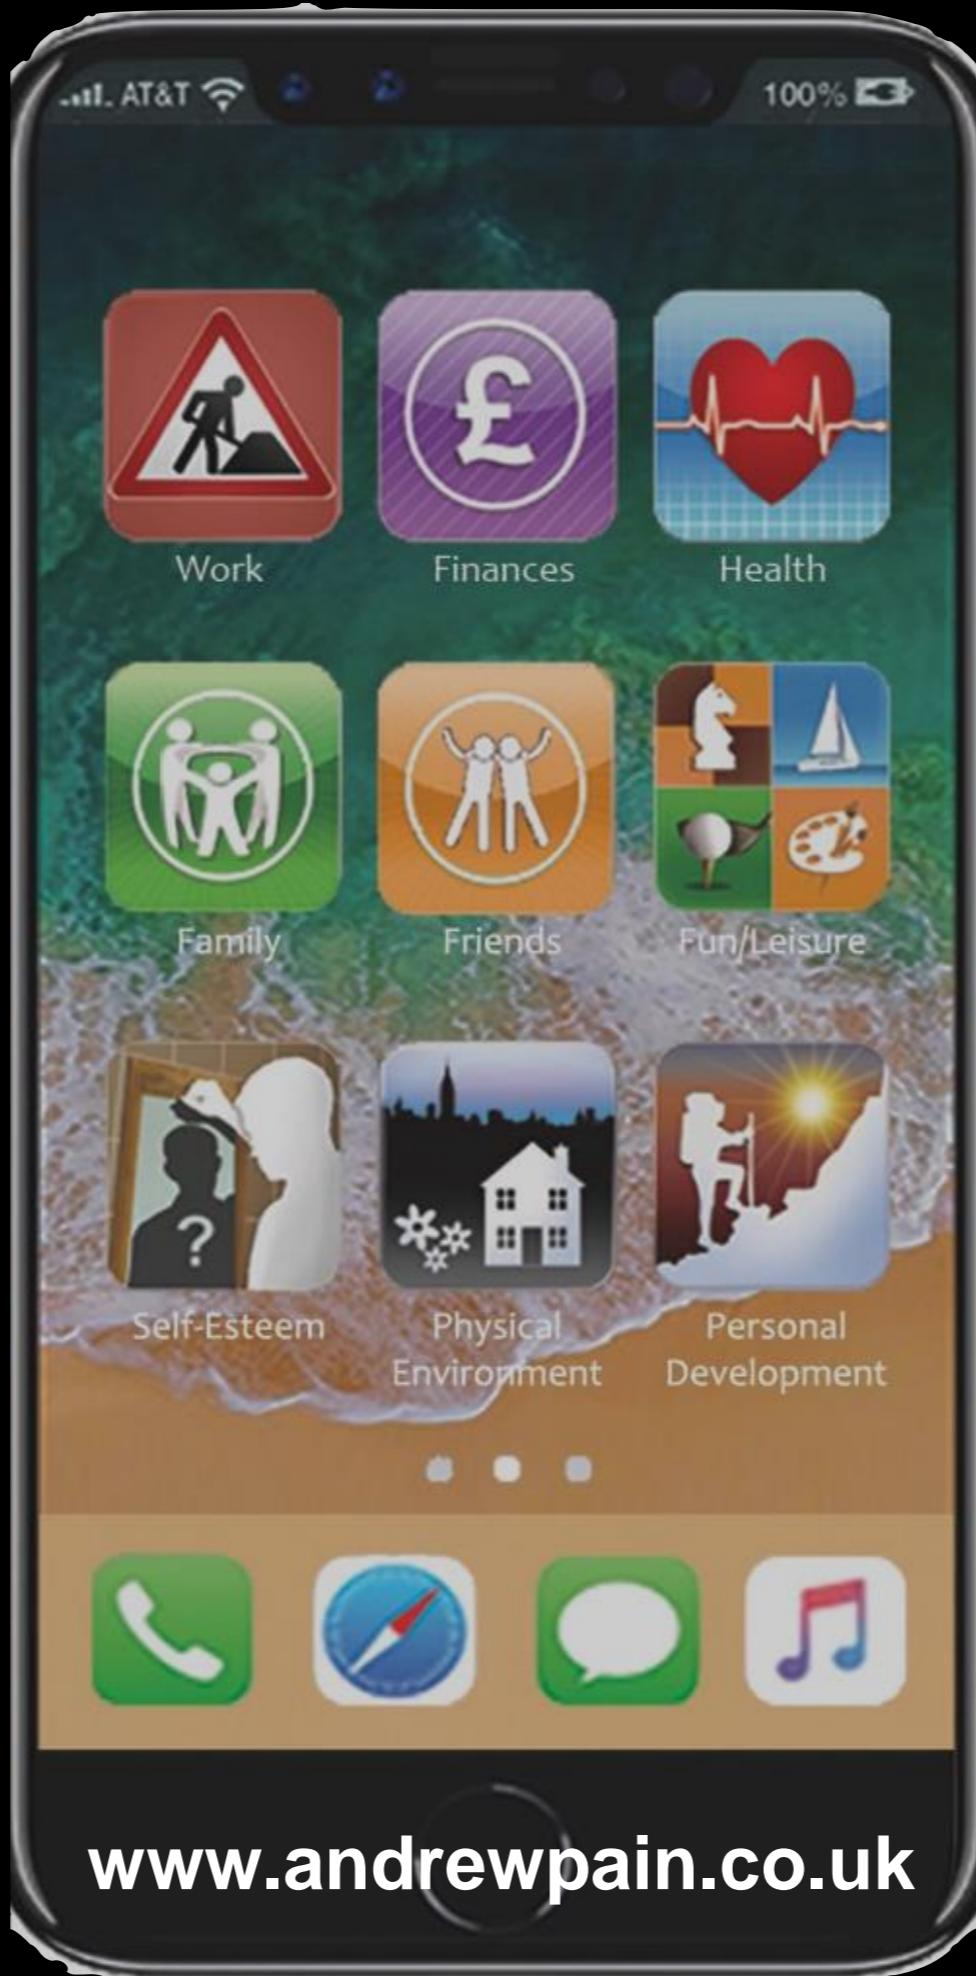 AT&T 100%
Work Finances Health
£
Family Friends Fun/Leisure
?
Self-Esteem Physical Environment Personal Development
www.andrewpain.co.uk